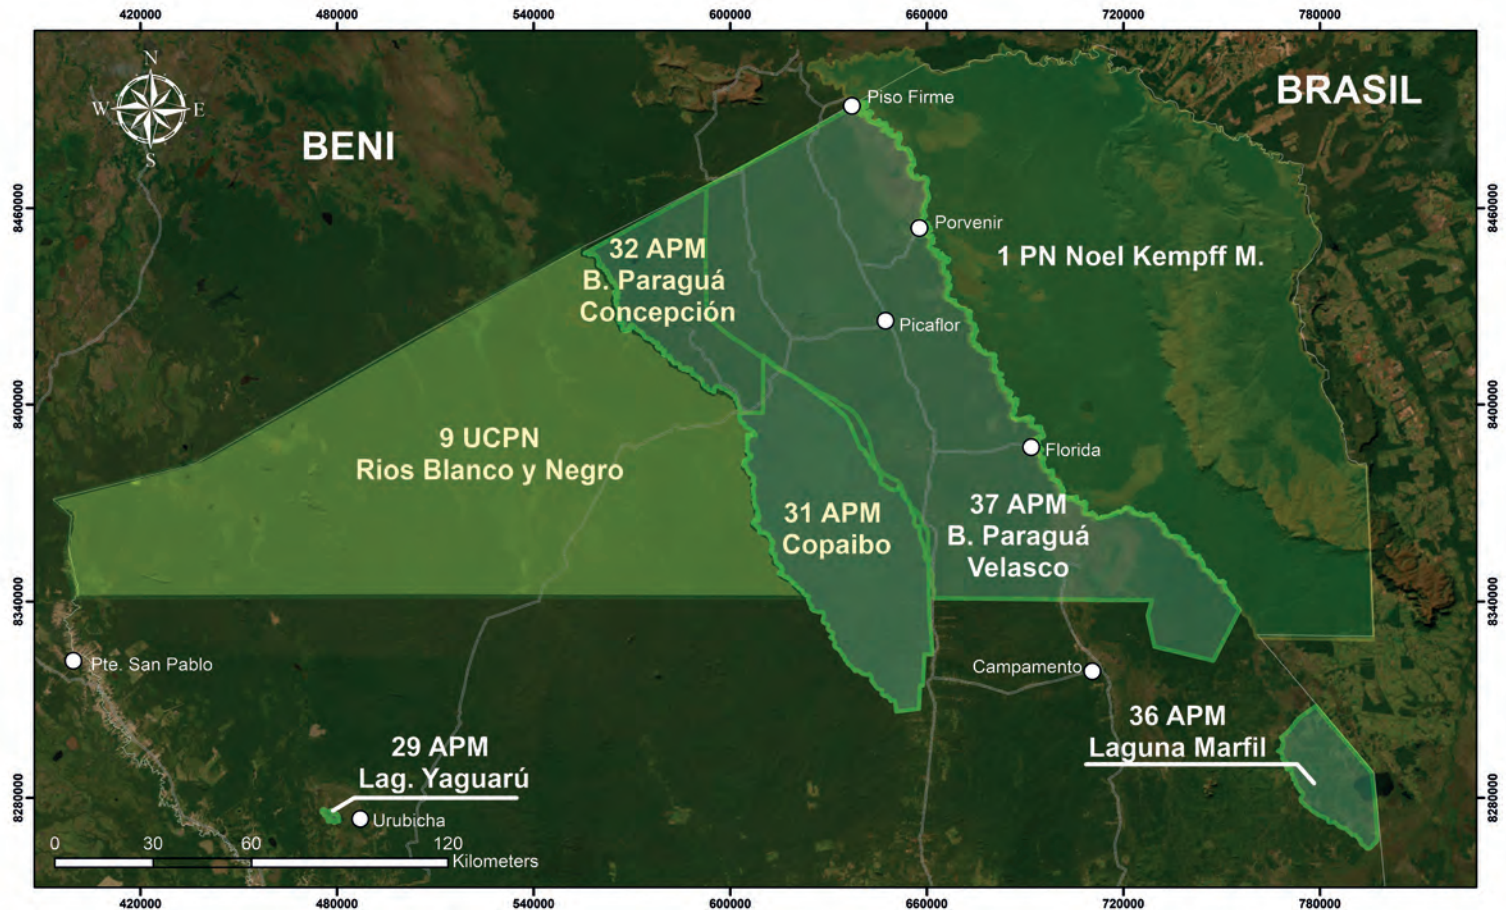 420000 480000 540000 600000 660000 720000 780000
N
W E
S
BENI
BRASIL
Piso Firme
8460000 8460000
Porvenir
32 APM
B. Paraguá
Concepción
1 PN Noel Kempff M.
Picaflor
8400000 8400000
9 UCPN
Rios Blanco y Negro
Florida
31 APM
Copaibo
37 APM
B. Paraguá
Velasco
8340000 8340000
Pte. San Pablo
Campamento
36 APM
Laguna Marfil
29 APM
Lag. Yaguarú
8280000 8280000
Urubicha
0 30 60 120
Kilometers
420000 480000 540000 600000 660000 720000 780000